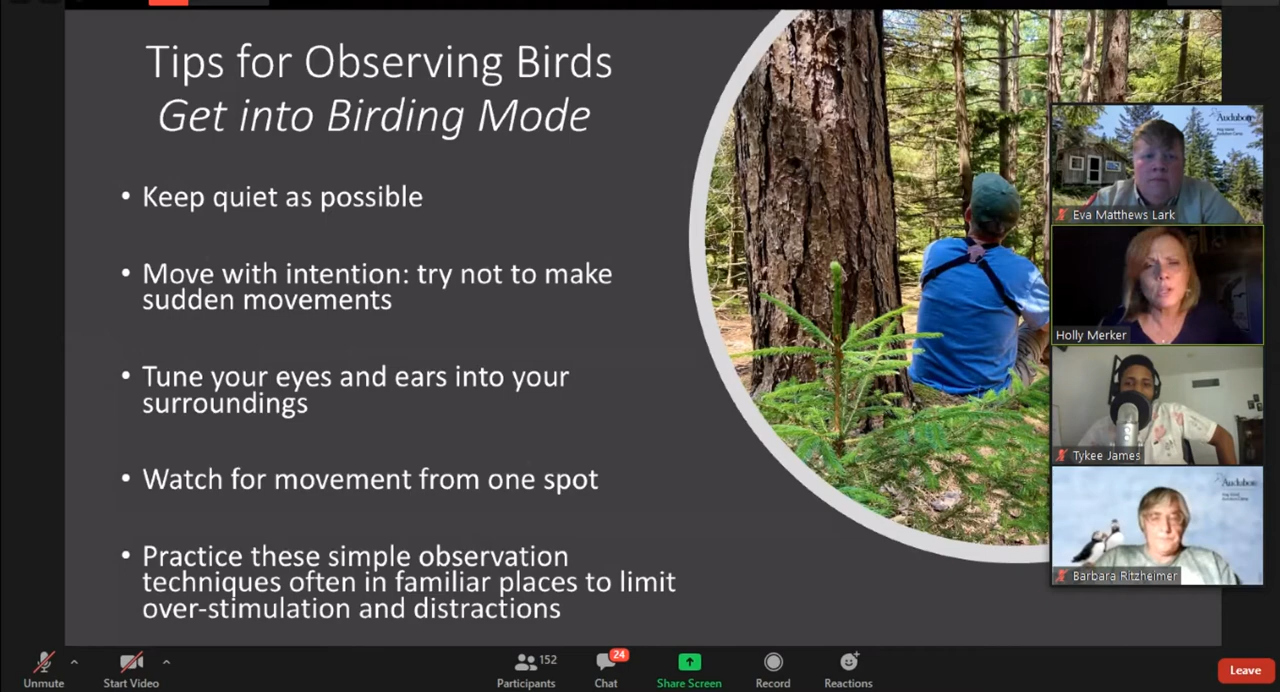 Tips for Observing Birds
Get into Birding Mode
• Keep quiet as possible
• Move with intention: try not to make
sudden movements
• Tune your eyes and ears into your
surroundings
• Watch for movement from one spot
• Practice these simple observation
techniques often in familiar places to limit
over-stimulation and distractions
Audubon
Eva Matthews Lark
Holly Merker
Tykee James
Audubon
Barbara Ritzheimer
Unmute
Start Video
152
Participants
24
Chat
Share Screen
Record
Reactions
Leave